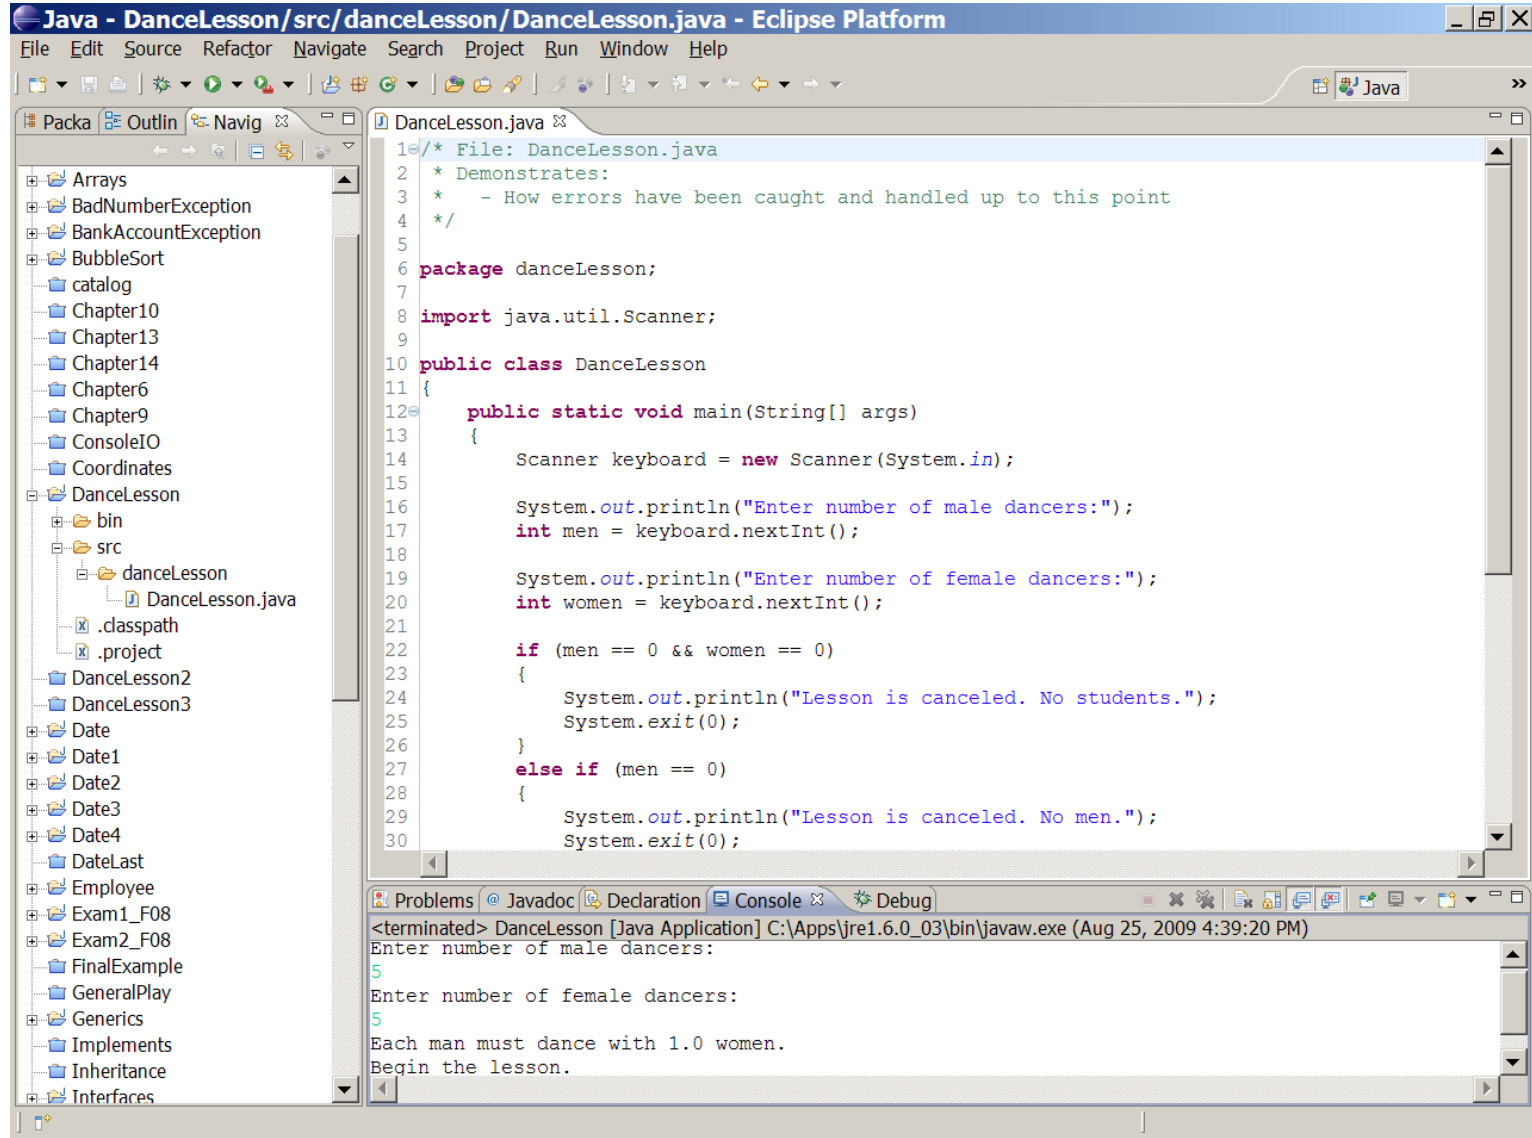 Java - DanceLesson/src/danceLesson/DanceLesson.java - Eclipse Platform
File Edit Source Refactor Navigate Search Project Run Window Help
Java
»
Packa Outlin Navig
Arrays
BadNumberException
BankAccountException
BubbleSort
catalog
Chapter10
Chapter13
Chapter14
Chapter6
Chapter9
ConsoleIO
Coordinates
DanceLesson
bin
src
danceLesson
DanceLesson.java
.classpath
.project
DanceLesson2
DanceLesson3
Date
Date1
Date2
Date3
Date4
DateLast
Employee
Exam1_F08
Exam2_F08
FinalExample
GeneralPlay
Generics
Implements
Inheritance
Interfaces
DanceLesson.java
1 /* File: DanceLesson.java
2 * Demonstrates:
3 *   - How errors have been caught and handled up to this point
4 */
5
6 package danceLesson;
7
8 import java.util.Scanner;
9
10 public class DanceLesson
11 {
12     public static void main(String[] args)
13     {
14         Scanner keyboard = new Scanner(System.in);
15
16         System.out.println("Enter number of male dancers:");
17         int men = keyboard.nextInt();
18
19         System.out.println("Enter number of female dancers:");
20         int women = keyboard.nextInt();
21
22         if (men == 0 && women == 0)
23         {
24             System.out.println("Lesson is canceled. No students.");
25             System.exit(0);
26         }
27         else if (men == 0)
28         {
29             System.out.println("Lesson is canceled. No men.");
30             System.exit(0);
Problems @ Javadoc Declaration Console Debug
<terminated> DanceLesson [Java Application] C:\Apps\jre1.6.0_03\bin\javaw.exe (Aug 25, 2009 4:39:20 PM)
Enter number of male dancers:
5
Enter number of female dancers:
5
Each man must dance with 1.0 women.
Begin the lesson.